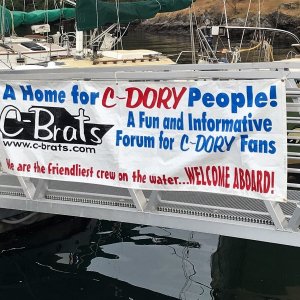 A Home for C-DORY People!
C-Brats
www.c-brats.com
A Fun and Informative
Forum for C-DORY Fans
We are the Friendliest crew on the water...WELCOME ABOARD!